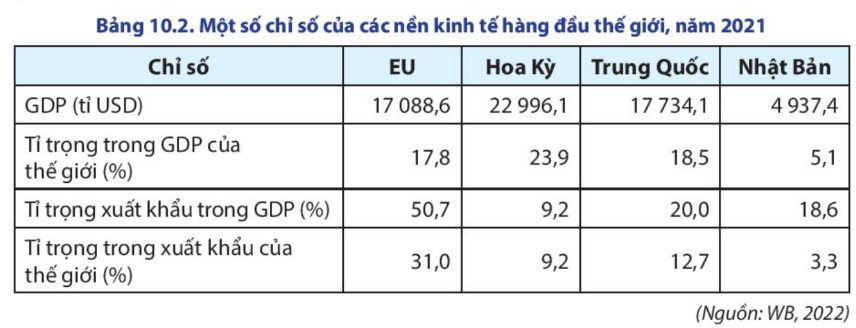 Bảng 10.2. Một số chỉ số của các nền kinh tế hàng đầu thế giới, năm 2021
Chỉ số EU Hoa Kỳ Trung Quốc Nhật Bản
GDP (tỉ USD) 17 088,6 22 996,1 17 734,1 4 937,4
Tỉ trọng trong GDP của
thế giới (%) 17,8 23,9 18,5 5,1
Tỉ trọng xuất khẩu trong GDP (%) 50,7 9,2 20,0 18,6
Tỉ trọng trong xuất khẩu của
thế giới (%) 31,0 9,2 12,7 3,3
(Nguồn: WB, 2022)